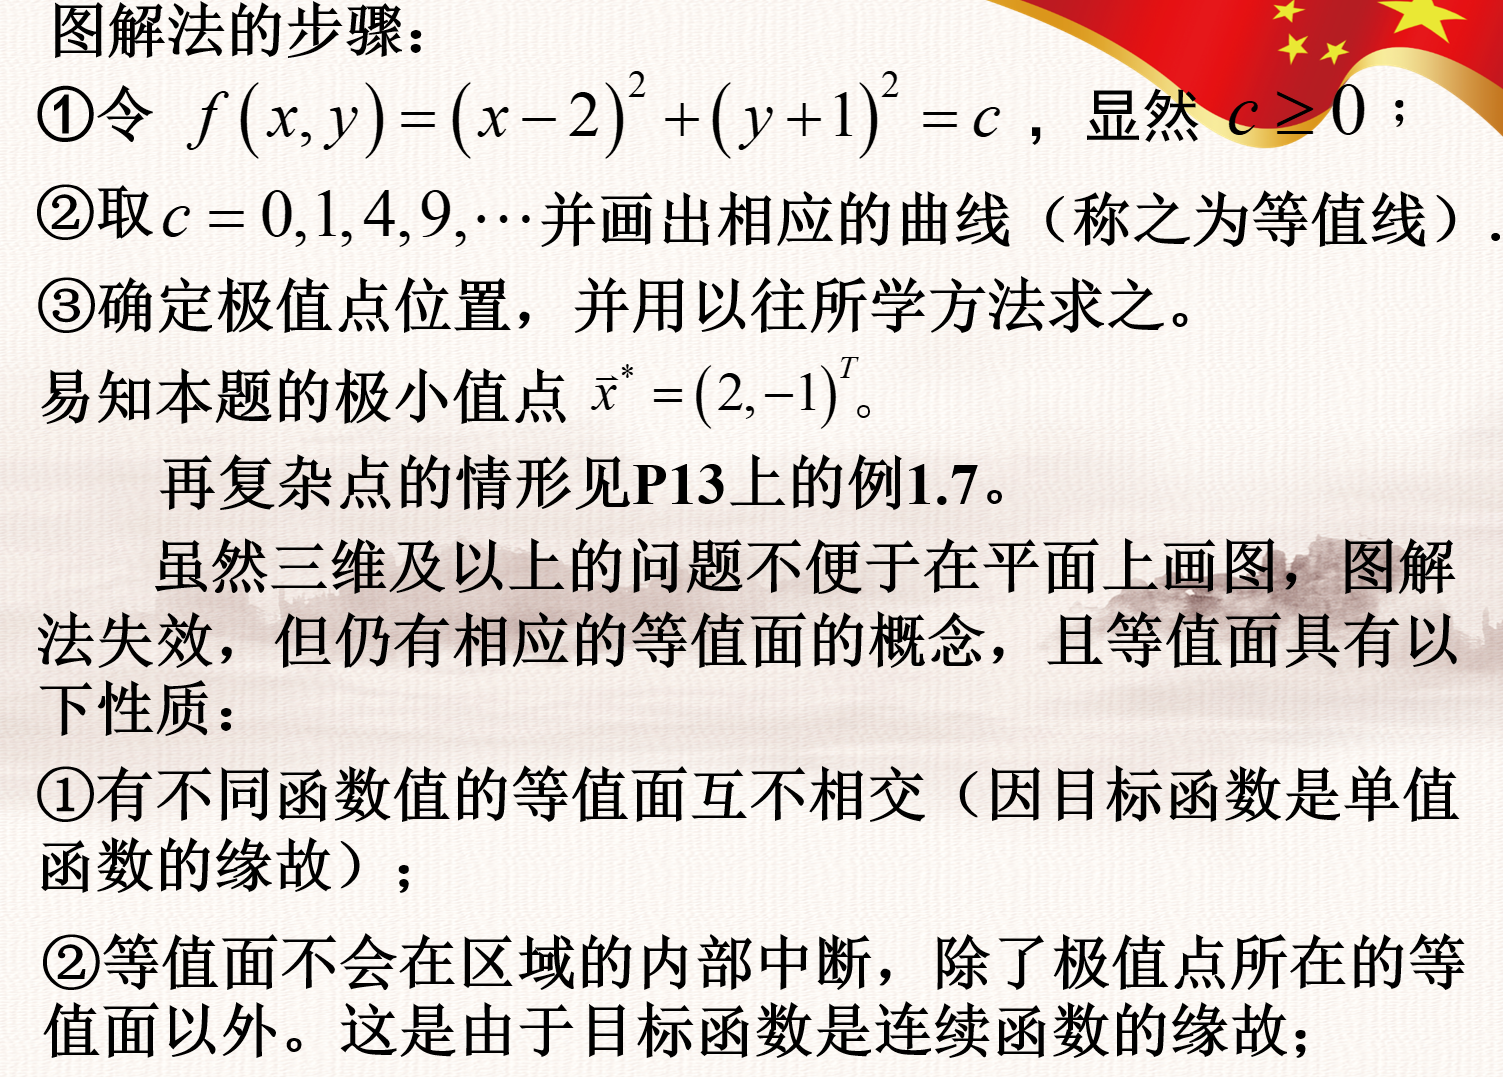 图解法的步骤：
①令 f(x, y) = (x − 2)² + (y + 1)² = c ，显然 c ≥ 0；
②取c = 0,1,4,9,⋯并画出相应的曲线（称之为等值线）.
③确定极值点位置，并用以往所学方法求之。
易知本题的极小值点 x̄* = (2, −1)ᵀ。
再复杂点的情形见P13上的例1.7。
虽然三维及以上的问题不便于在平面上画图，图解
法失效，但仍有相应的等值面的概念，且等值面具有以
下性质：
①有不同函数值的等值面互不相交（因目标函数是单值
函数的缘故）；
②等值面不会在区域的内部中断，除了极值点所在的等
值面以外。这是由于目标函数是连续函数的缘故；